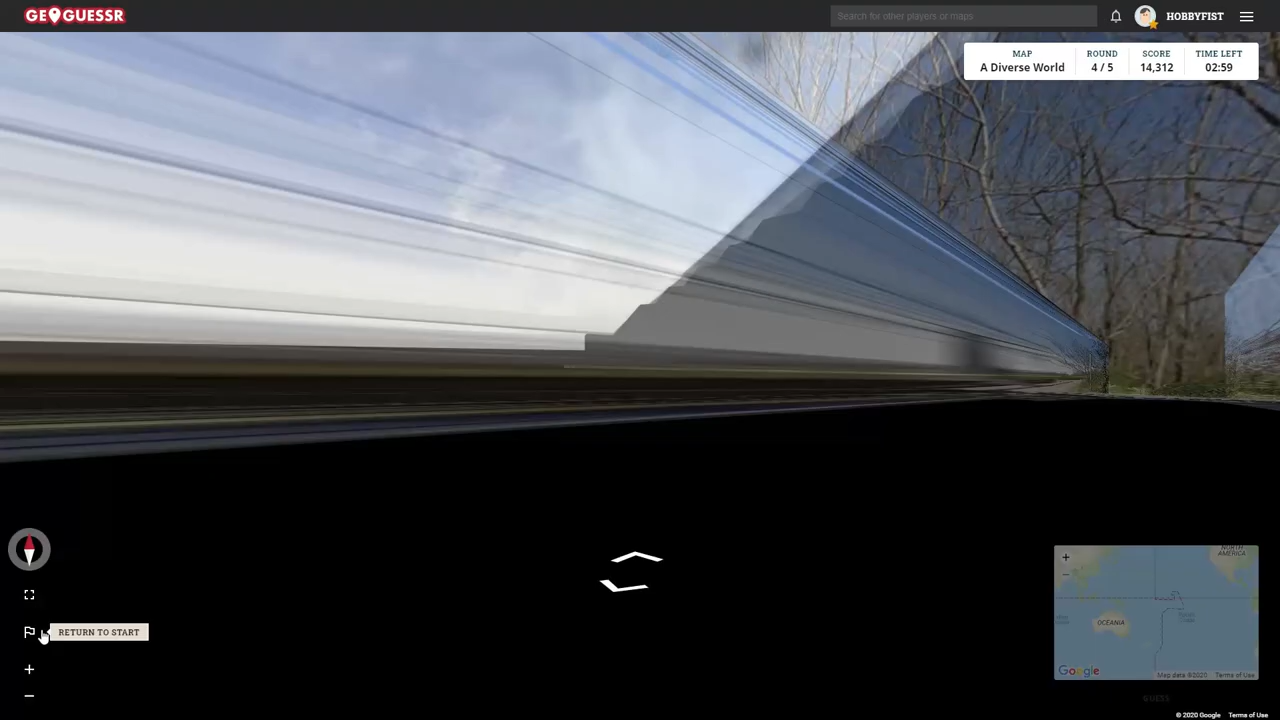 GEOGUESSR
Search for other players or maps
HOBBYFIST
MAP
A Diverse World
ROUND
4 / 5
SCORE
14,312
TIME LEFT
02:59
RETURN TO START
NORTH
AMERICA
OCEANIA
Google
Map data ©2020
Terms of Use
GUESS
© 2020 Google
Terms of Use